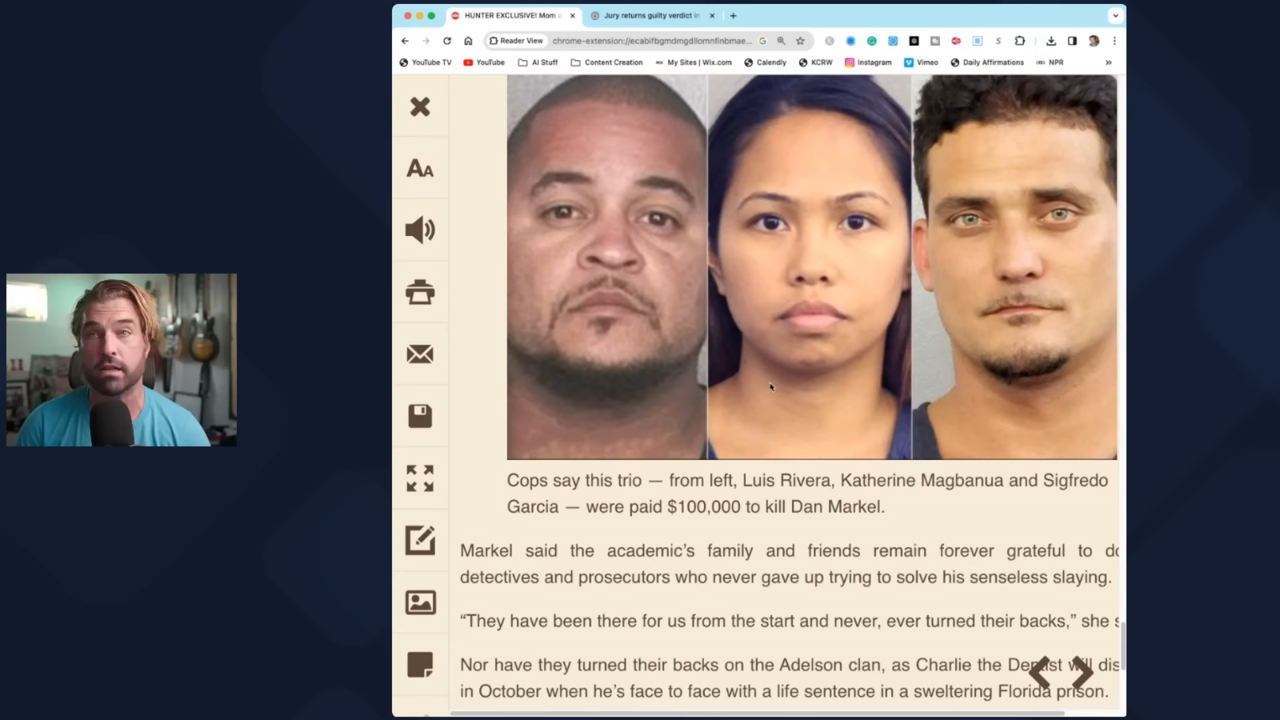 HUNTER EXCLUSIVE! Mom a
Jury returns guilty verdict in
Reader View
chrome-extension://ecabifbgmdmgdllomnfinbmae...
YouTube TV
YouTube
AI Stuff
Content Creation
My Sites | Wix.com
Calendly
KCRW
Instagram
Vimeo
Daily Affirmations
NPR
»
AA
Cops say this trio — from left, Luis Rivera, Katherine Magbanua and Sigfredo
Garcia — were paid $100,000 to kill Dan Markel.
Markel said the academic’s family and friends remain forever grateful to
detectives and prosecutors who never gave up trying to solve his senseless slaying.
“They have been there for us from the start and never, ever turned their backs,” she s
Nor have they turned their backs on the Adelson clan, as Charlie the Dentist will dis
in October when he’s face to face with a life sentence in a sweltering Florida prison.